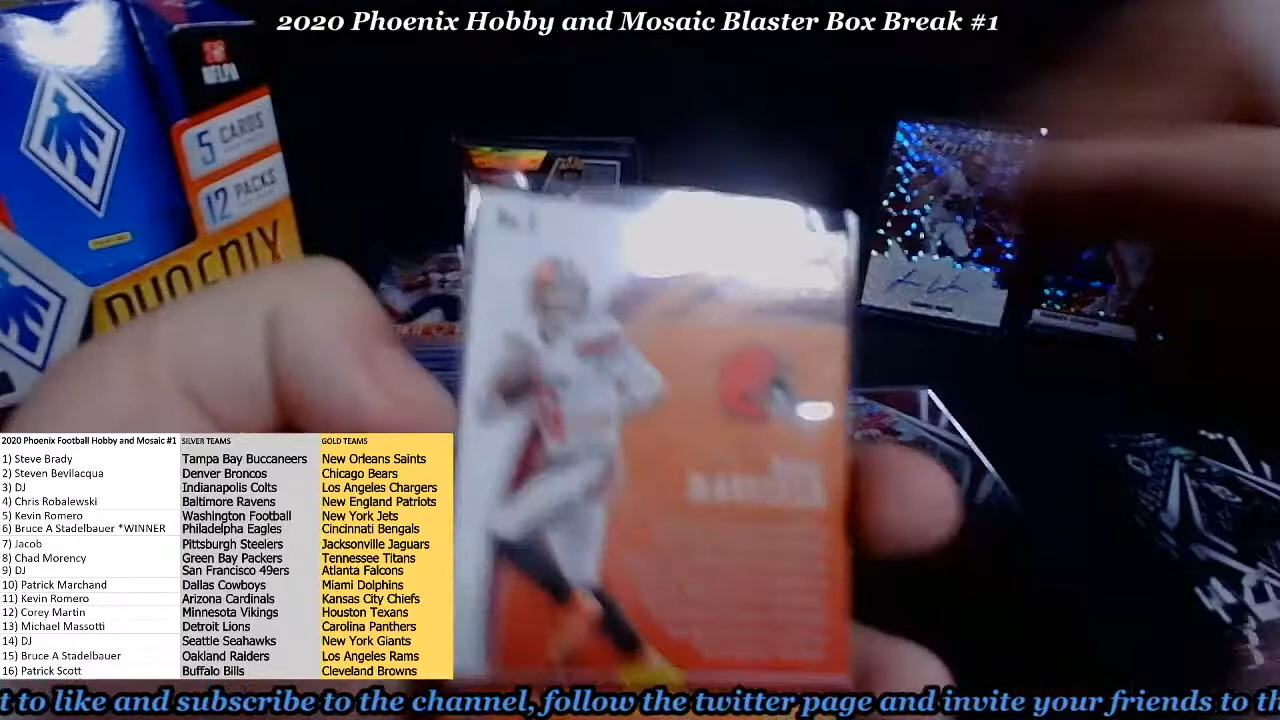 2020 Phoenix Hobby and Mosaic Blaster Box Break #1
NFLPA
5 CARDS
12 PACKS
PHOENIX
2020 Phoenix Football Hobby and Mosaic #1 SILVER TEAMS GOLD TEAMS
1) Steve Brady Tampa Bay Buccaneers New Orleans Saints
2) Steven Bevilacqua Denver Broncos Chicago Bears
3) DJ Indianapolis Colts Los Angeles Chargers
4) Chris Robalewski Baltimore Ravens New England Patriots
5) Kevin Romero Washington Football New York Jets
6) Bruce A Stadelbauer *WINNER Philadelpha Eagles Cincinnati Bengals
7) Jacob Pittsburgh Steelers Jacksonville Jaguars
8) Chad Morency Green Bay Packers Tennessee Titans
9) DJ San Francisco 49ers Atlanta Falcons
10) Patrick Marchand Dallas Cowboys Miami Dolphins
11) Kevin Romero Arizona Cardinals Kansas City Chiefs
12) Corey Martin Minnesota Vikings Houston Texans
13) Michael Massotti Detroit Lions Carolina Panthers
14) DJ Seattle Seahawks New York Giants
15) Bruce A Stadelbauer Oakland Raiders Los Angeles Rams
16) Patrick Scott Buffalo Bills Cleveland Browns
t to like and subscribe to the channel, follow the twitter page and invite your friends to th